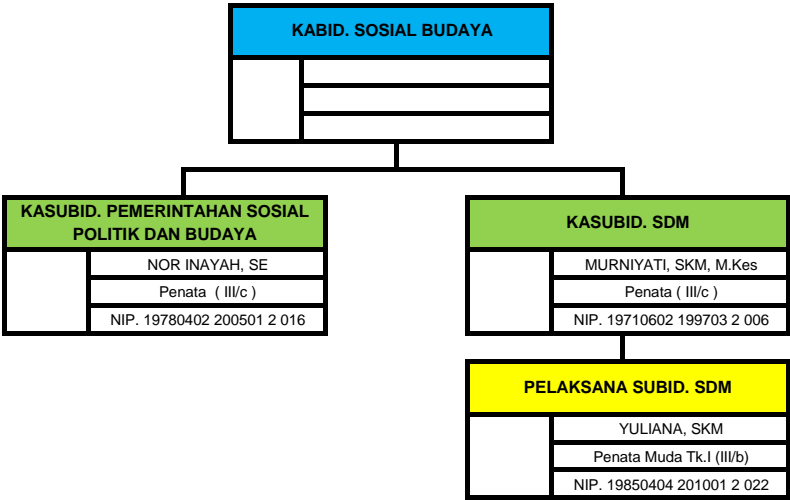 KABID. SOSIAL BUDAYA
KASUBID. PEMERINTAHAN SOSIAL
POLITIK DAN BUDAYA
NOR INAYAH, SE
Penata ( III/c )
NIP. 19780402 200501 2 016
KASUBID. SDM
MURNIYATI, SKM, M.Kes
Penata ( III/c )
NIP. 19710602 199703 2 006
PELAKSANA SUBID. SDM
YULIANA, SKM
Penata Muda Tk.I (III/b)
NIP. 19850404 201001 2 022